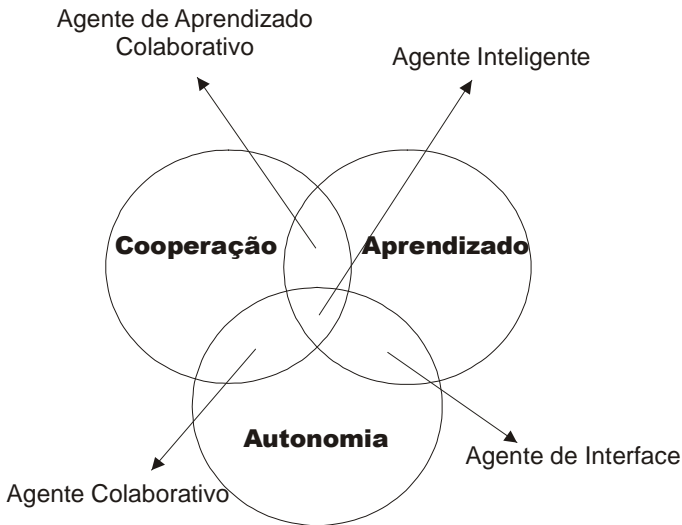 Agente de Aprendizado
Colaborativo
Agente Inteligente
Cooperação
Aprendizado
Autonomia
Agente de Interface
Agente Colaborativo